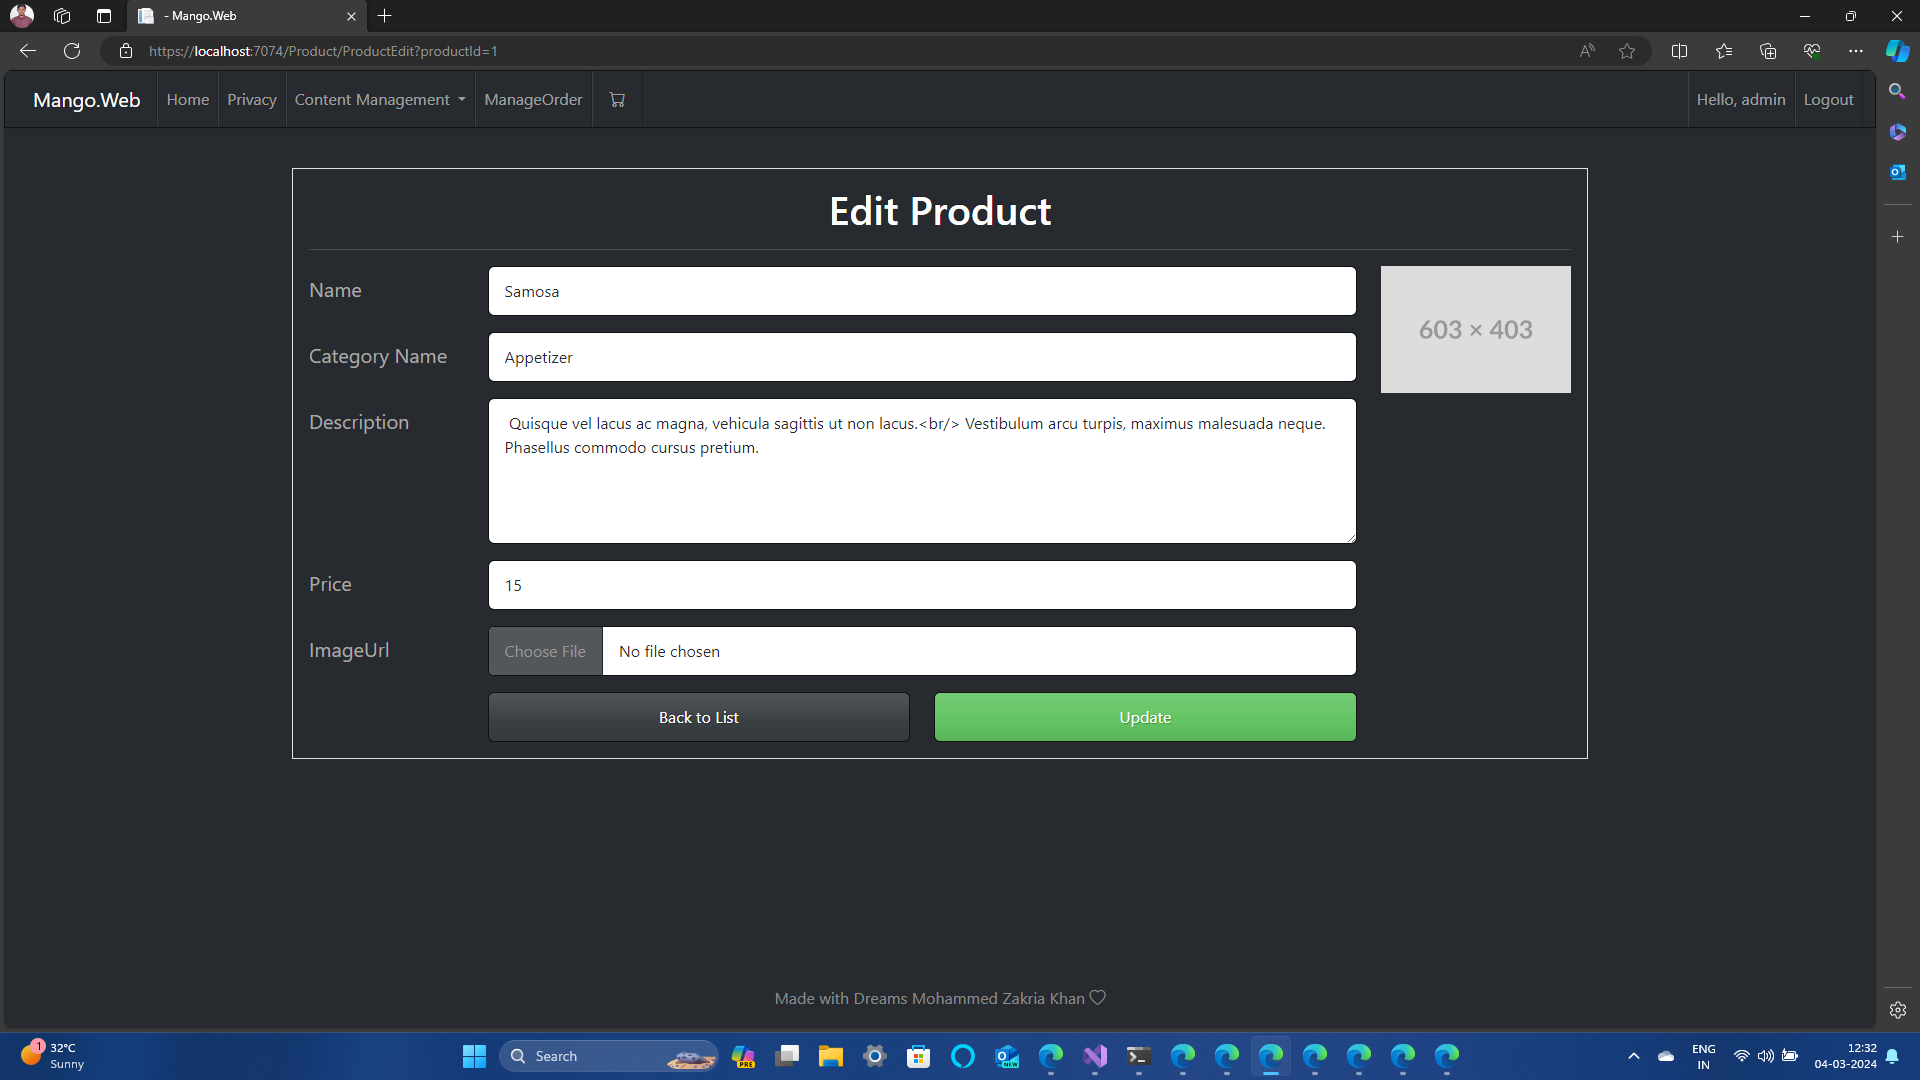 - Mango.Web
https://localhost:7074/Product/ProductEdit?productId=1
Mango.Web Home Privacy Content Management ManageOrder Hello, admin Logout
Edit Product
Name
Samosa
603 × 403
Category Name
Appetizer
Description
Quisque vel lacus ac magna, vehicula sagittis ut non lacus.<br/> Vestibulum arcu turpis, maximus malesuada neque.
Phasellus commodo cursus pretium.
Price
15
ImageUrl
Choose File No file chosen
Back to List
Update
Made with Dreams Mohammed Zakria Khan
1
32°C
Sunny
Search
PRE
NEW
ENG
IN
12:32
04-03-2024